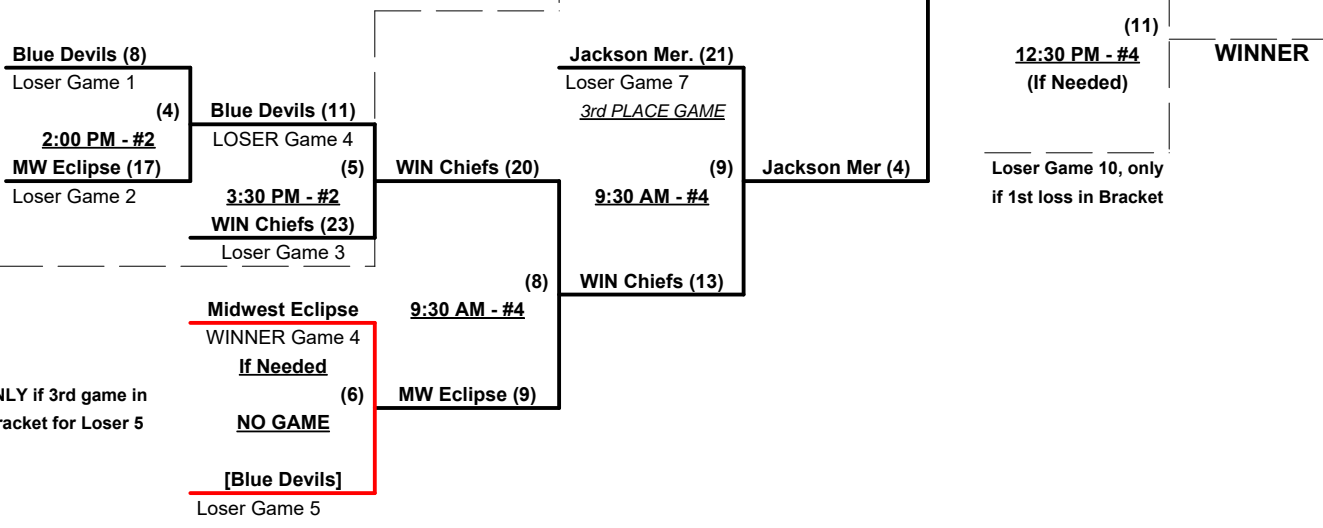 (11)
Blue Devils (8)
Jackson Mer. (21)
12:30 PM - #4
WINNER
Loser Game 1
Loser Game 7
(If Needed)
(4)
Blue Devils (11)
3rd PLACE GAME
2:00 PM - #2
LOSER Game 4
MW Eclipse (17)
(5)
WIN Chiefs (20)
(9)
Jackson Mer (4)
Loser Game 10, only
Loser Game 2
3:30 PM - #2
9:30 AM - #4
if 1st loss in Bracket
WIN Chiefs (23)
Loser Game 3
(8)
WIN Chiefs (13)
Midwest Eclipse
9:30 AM - #4
WINNER Game 4
If Needed
NLY if 3rd game in
(6)
MW Eclipse (9)
racket for Loser 5
NO GAME
[Blue Devils]
Loser Game 5